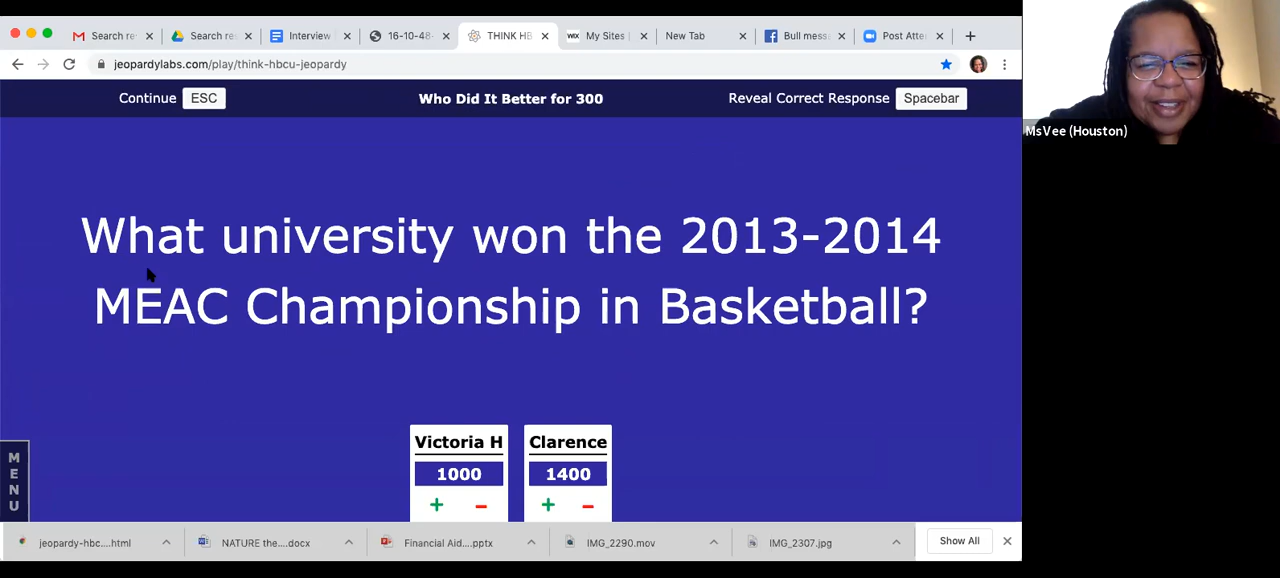 Search re
Search res
Interview
16-10-48-
THINK HB
WIX My Sites
New Tab
Bull messa
Post Atte
jeopardylabs.com/play/think-hbcu-jeopardy
Continue ESC
Who Did It Better for 300
Reveal Correct Response Spacebar
MsVee (Houston)
What university won the 2013-2014
MEAC Championship in Basketball?
MENU
Victoria H
1000
+ -
Clarence
1400
+ -
jeopardy-hbc....html
NATURE the....docx
Financial Aid....pptx
IMG_2290.mov
IMG_2307.jpg
Show All